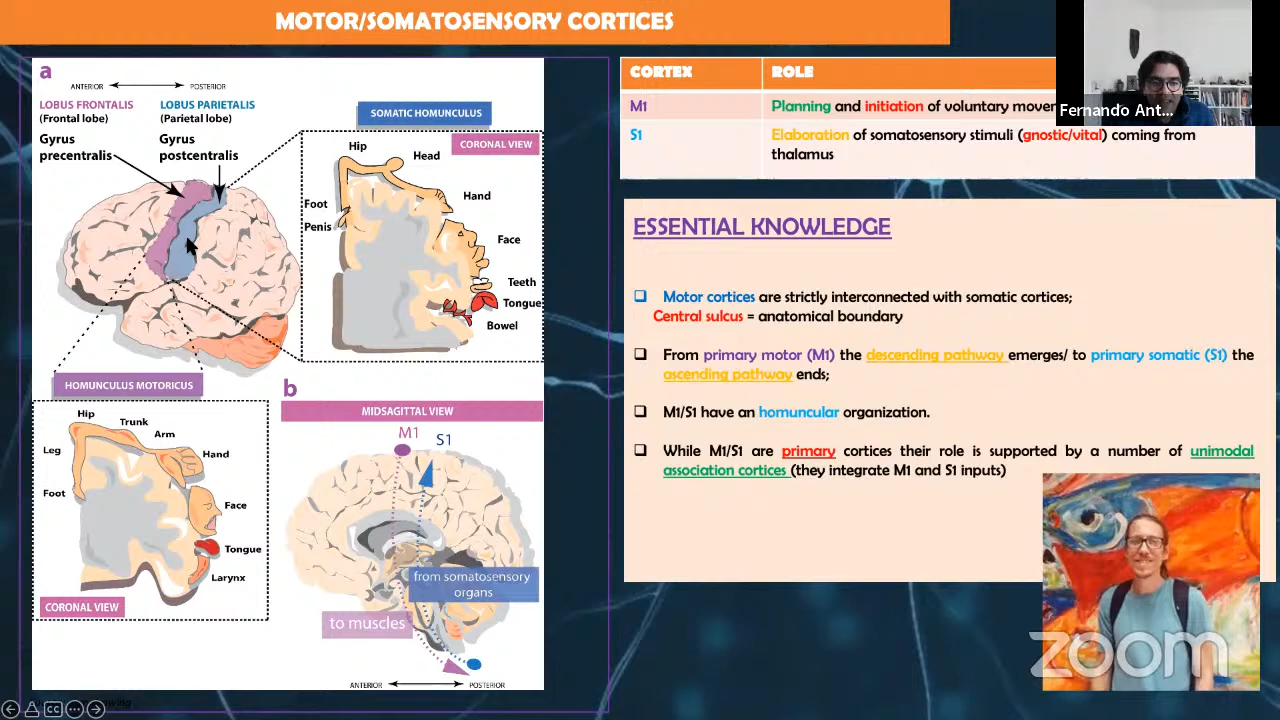 MOTOR/SOMATOSENSORY CORTICES
a
ANTERIOR POSTERIOR
LOBUS FRONTALIS
(Frontal lobe)
LOBUS PARIETALIS
(Parietal lobe)
Gyrus
precentralis
Gyrus
postcentralis
SOMATIC HOMUNCULUS
CORONAL VIEW
Hip
Head
Hand
Foot
Penis
Face
Teeth
Tongue
Bowel
HOMUNCULUS MOTORICUS
Hip
Trunk
Arm
Leg
Hand
Foot
Face
Tongue
Larynx
CORONAL VIEW
b
MIDSAGITTAL VIEW
M1
S1
from somatosensory
organs
to muscles
ANTERIOR POSTERIOR
CORTEX ROLE
M1 Planning and initiation of voluntary mover
S1 Elaboration of somatosensory stimuli (gnostic/vital) coming from
thalamus
Fernando Ant...
ESSENTIAL KNOWLEDGE
Motor cortices are strictly interconnected with somatic cortices;
Central sulcus = anatomical boundary
From primary motor (M1) the descending pathway emerges/ to primary somatic (S1) the
ascending pathway ends;
M1/S1 have an homuncular organization.
While M1/S1 are primary cortices their role is supported by a number of unimodal
association cortices (they integrate M1 and S1 inputs)
zoom
CC